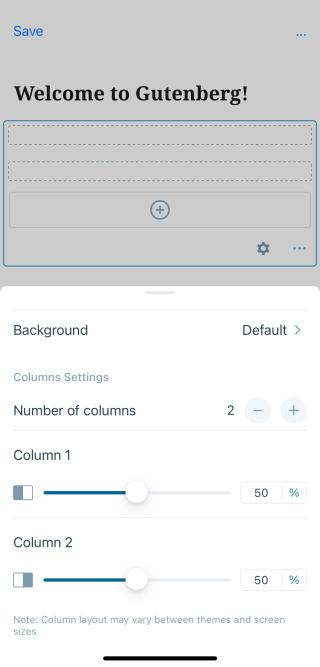 Save
...
Welcome to Gutenberg!
Background Default
Columns Settings
Number of columns 2 − +
Column 1
50 %
Column 2
50 %
Note: Column layout may vary between themes and screen
sizes